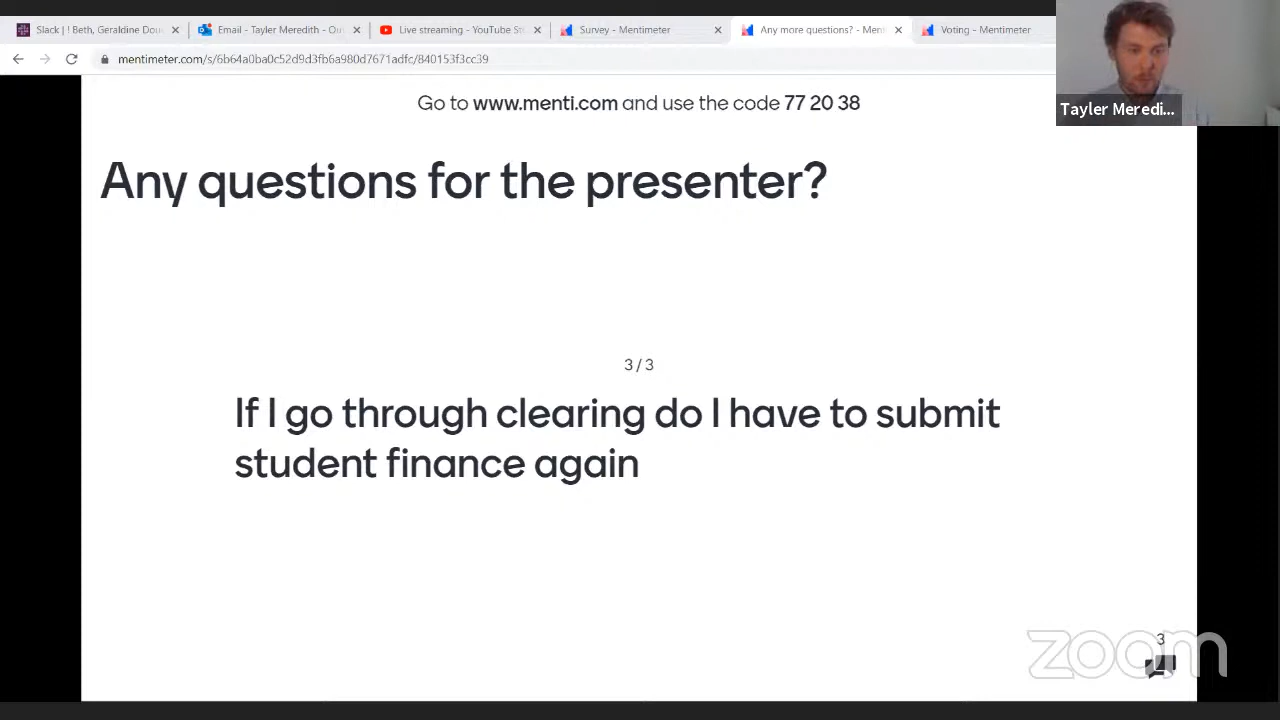 Slack | ! Beth, Geraldine Dou
Email - Tayler Meredith - Ou
Live streaming - YouTube St
Survey - Mentimeter
Any more questions? - Men
Voting - Mentimeter
mentimeter.com/s/6b64a0ba0c52d9d3fb6a980d7671adfc/840153f3cc39
Tayler Meredi...
Go to www.menti.com and use the code 77 20 38
Any questions for the presenter?
3 / 3
If I go through clearing do I have to submit
student finance again
3
zoom